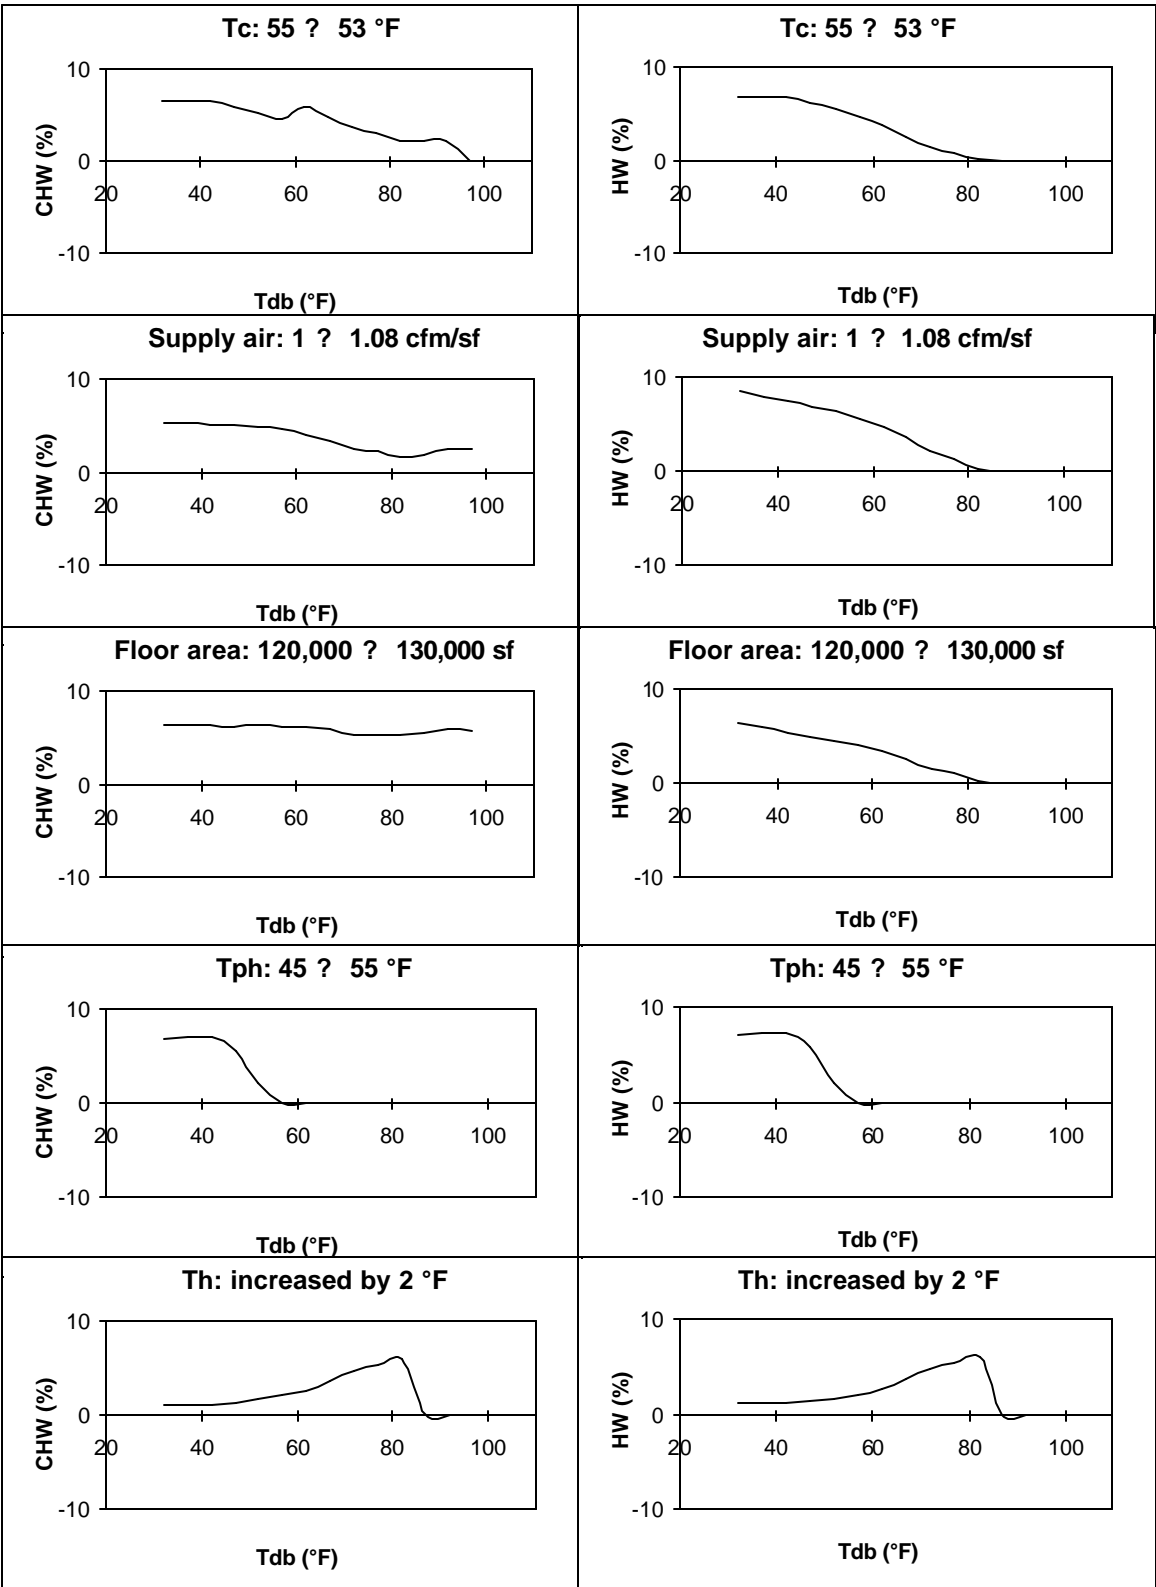 Tc: 55 ? 53 °F
10
0
-10
20 40 60 80 100
CHW (%)
Tdb (°F)
Tc: 55 ? 53 °F
10
0
-10
20 40 60 80 100
HW (%)
Tdb (°F)
Supply air: 1 ? 1.08 cfm/sf
10
0
-10
20 40 60 80 100
CHW (%)
Tdb (°F)
Supply air: 1 ? 1.08 cfm/sf
10
0
-10
20 40 60 80 100
HW (%)
Tdb (°F)
Floor area: 120,000 ? 130,000 sf
10
0
-10
20 40 60 80 100
CHW (%)
Tdb (°F)
Floor area: 120,000 ? 130,000 sf
10
0
-10
20 40 60 80 100
HW (%)
Tdb (°F)
Tph: 45 ? 55 °F
10
0
-10
20 40 60 80 100
CHW (%)
Tdb (°F)
Tph: 45 ? 55 °F
10
0
-10
20 40 60 80 100
HW (%)
Tdb (°F)
Th: increased by 2 °F
10
0
-10
20 40 60 80 100
CHW (%)
Tdb (°F)
Th: increased by 2 °F
10
0
-10
20 40 60 80 100
HW (%)
Tdb (°F)